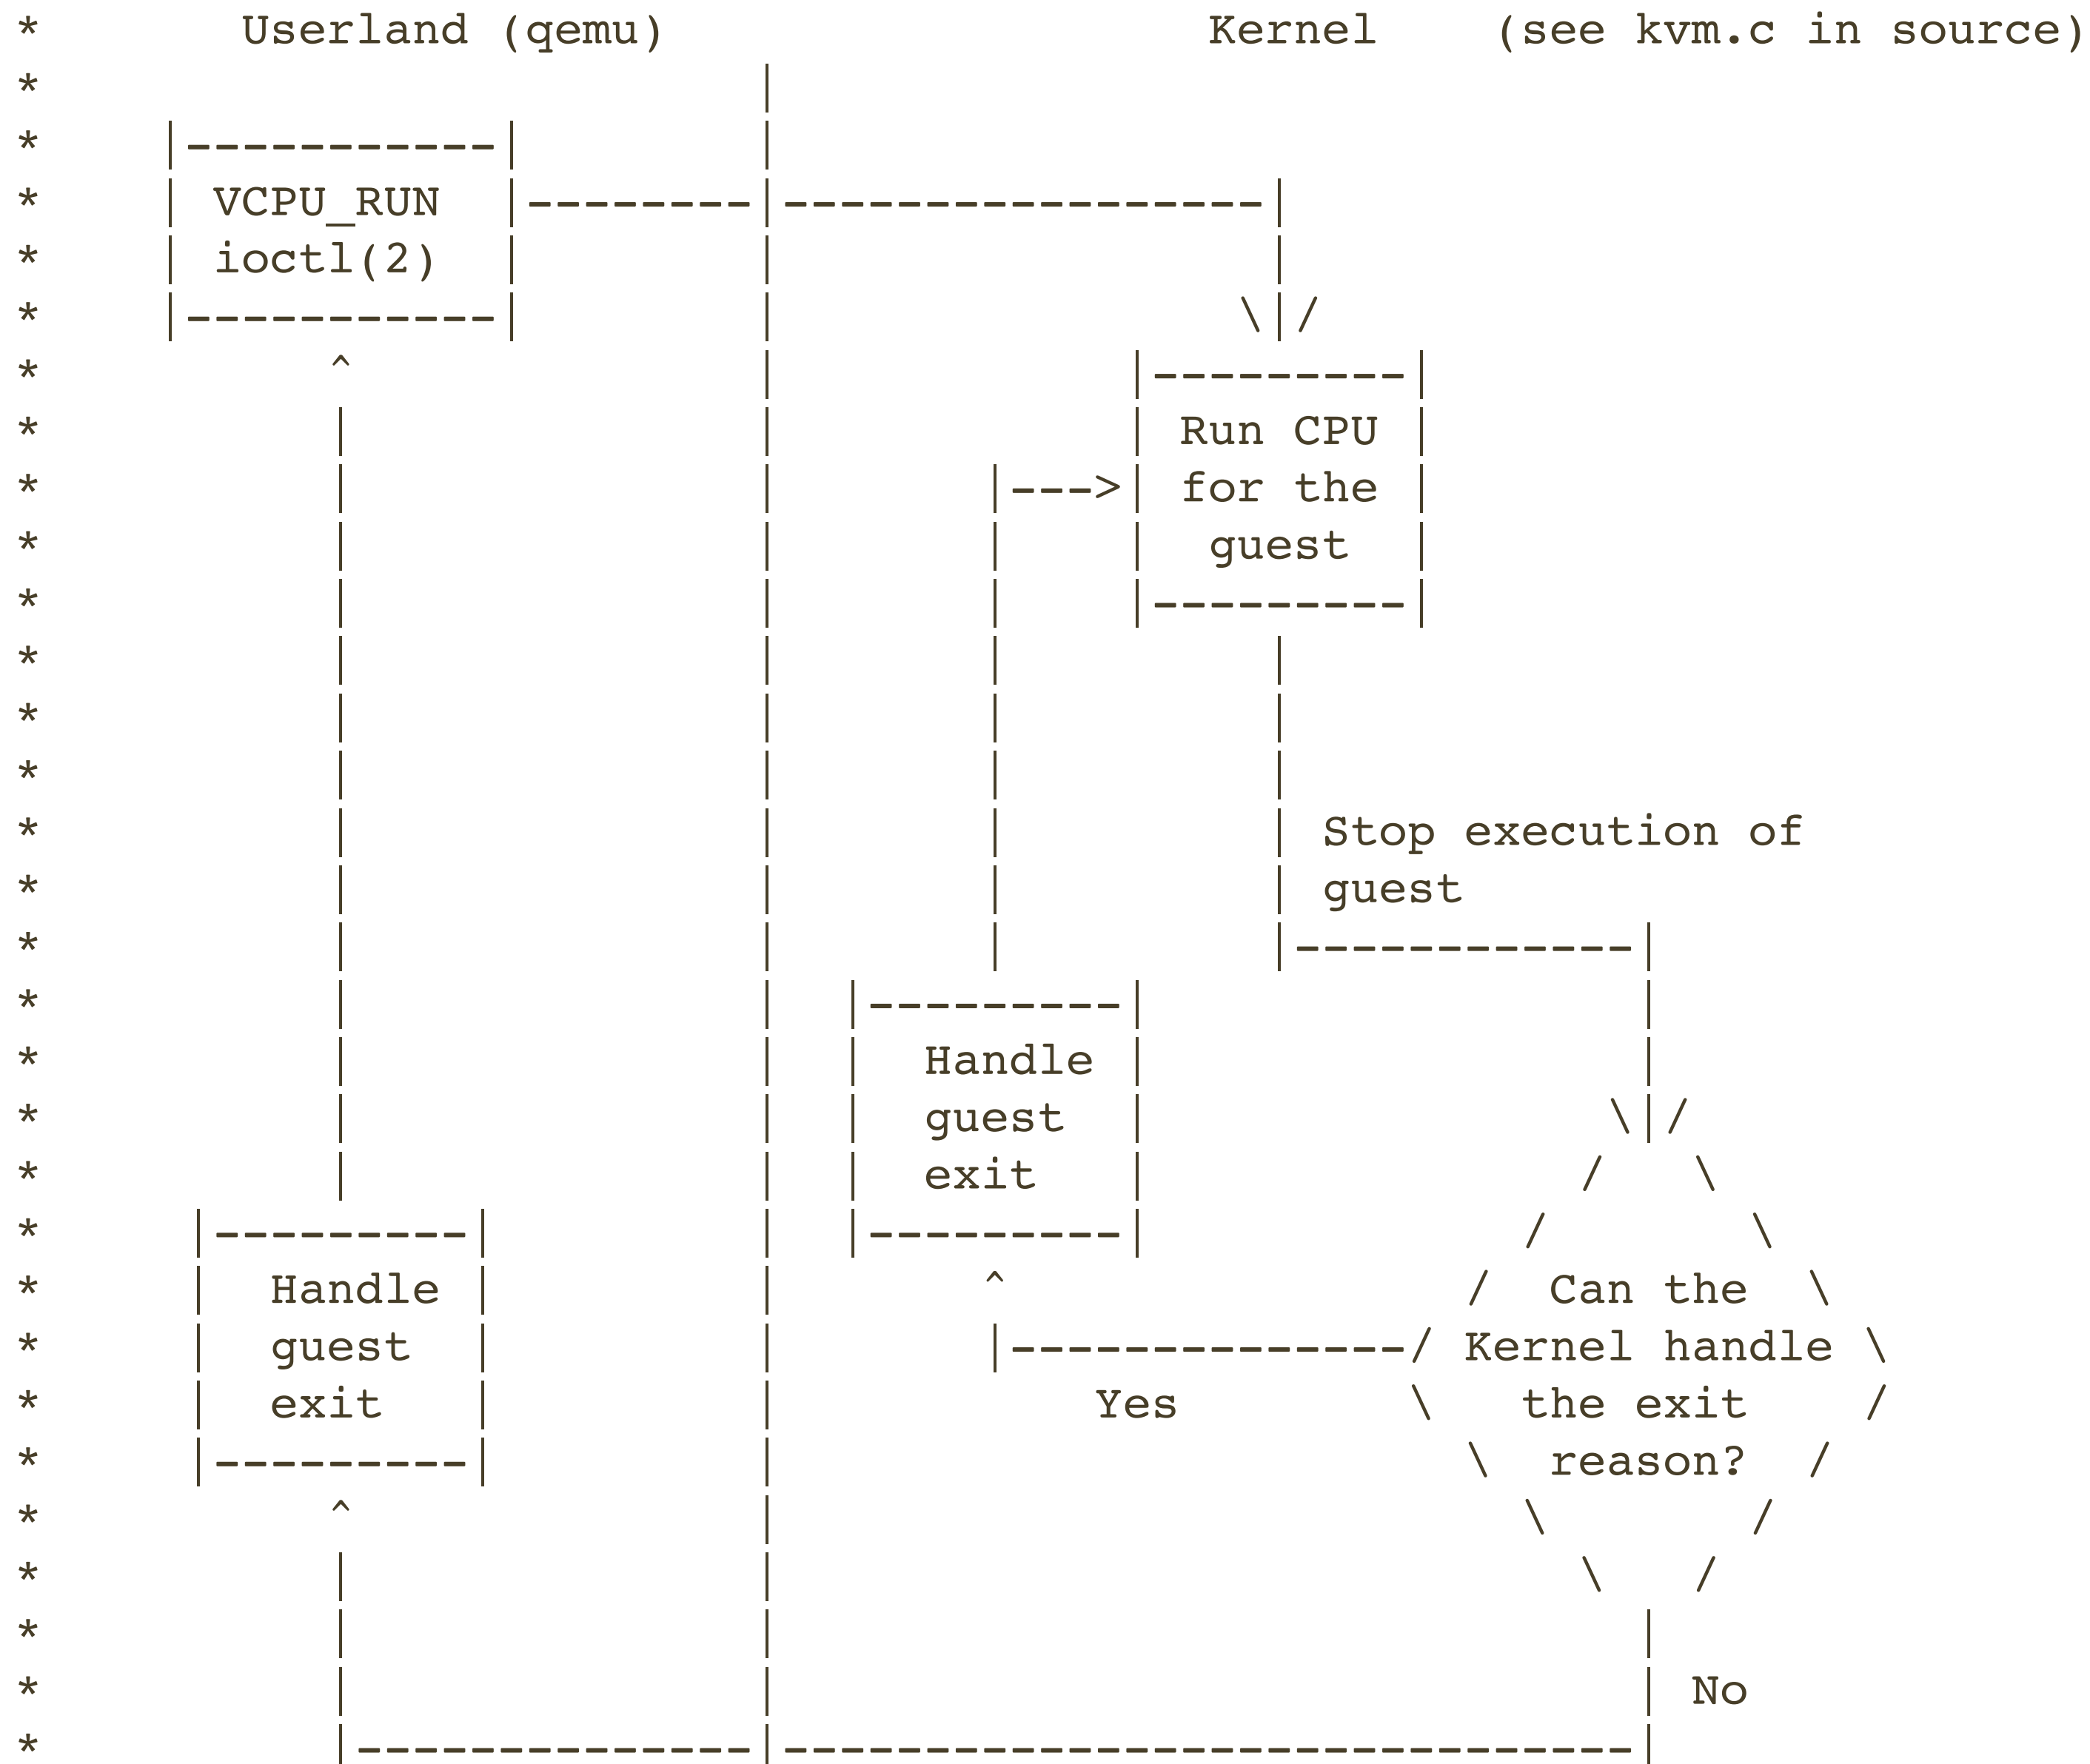 * Userland (qemu) Kernel (see kvm.c in source)
* |
* |-----------| |
* | VCPU_RUN |--------|-----------------|
* | ioctl(2) | | |
* |-----------| | \|/
* ^ | |---------|
* | | | Run CPU |
* | | |--->| for the |
* | | | | guest |
* | | | |---------|
* | | | |
* | | | |
* | | | |
* | | | | Stop execution of
* | | | | guest
* | | | |------------|
* | | |---------| |
* | | | Handle | |
* | | | guest | \|/
* | | | exit | / \
* |---------| | |---------| / \
* | Handle | | ^ / Can the \
* | guest | | |--------------/ Kernel handle \
* | exit | | Yes \ the exit /
* |---------| | \ reason? /
* ^ | \ /
* | | \ /
* | | |
* | | | No
* |--------------|------------------------------|